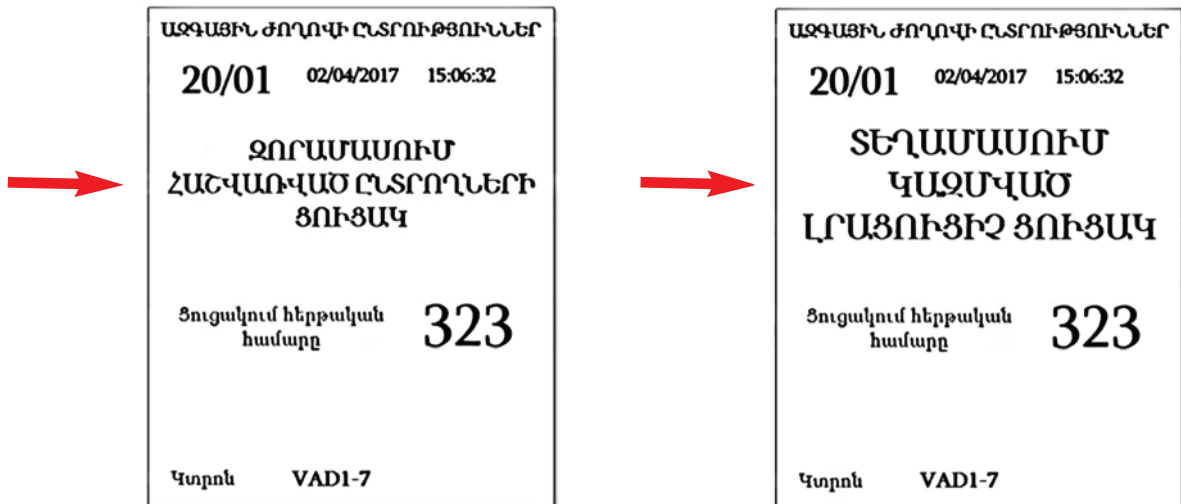 ԱԶԳԱՅԻՆ ԺՈՂՈՎԻ ԸՆՏՐՈՒԹՅՈՒՆՆԵՐ
20/01 02/04/2017 15:06:32
ԶՈՐԱՄԱՍՈՒՄ
ՀԱՇՎԱՌՎԱԾ ԸՆՏՐՈՂՆԵՐԻ
ՑՈՒՑԱԿ
Ցուցակում հերթական
համարը
323
Կտրոն VAD1-7
ԱԶԳԱՅԻՆ ԺՈՂՈՎԻ ԸՆՏՐՈՒԹՅՈՒՆՆԵՐ
20/01 02/04/2017 15:06:32
ՏԵՂԱՄԱՍՈՒՄ
ԿԱԶՄՎԱԾ
ԼՐԱՑՈՒՑԻՉ ՑՈՒՑԱԿ
Ցուցակում հերթական
համարը
323
Կտրոն VAD1-7